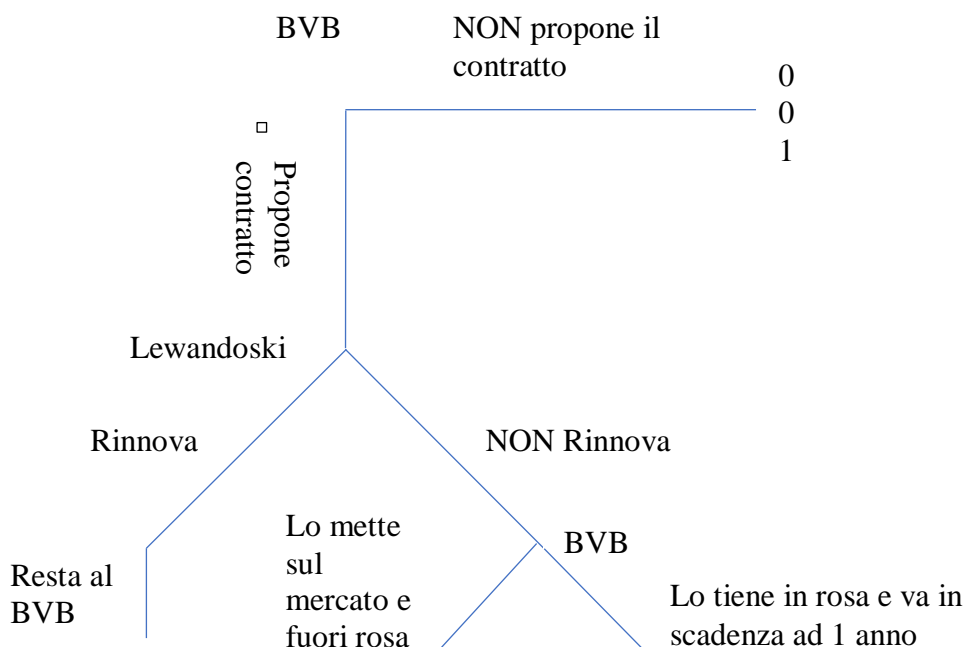 BVB
NON propone il
contratto
0
0
1
Propone
contratto
Lewandoski
Rinnova
NON Rinnova
Lo mette
sul
mercato e
fuori rosa
BVB
Resta al
BVB
Lo tiene in rosa e va in
scadenza ad 1 anno